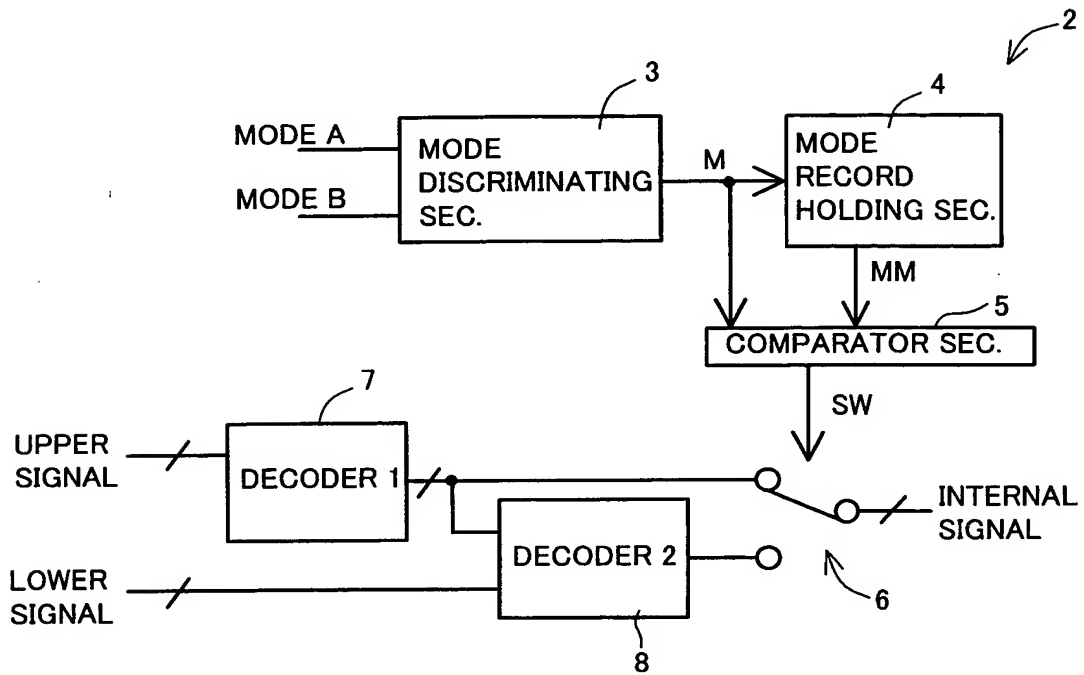 2
3
4
MODE A
MODE B
MODE
DISCRIMINATING
SEC.
M
MODE
RECORD
HOLDING SEC.
MM
5
COMPARATOR SEC.
SW
7
UPPER
SIGNAL
DECODER 1
INTERNAL
SIGNAL
DECODER 2
LOWER
SIGNAL
6
8